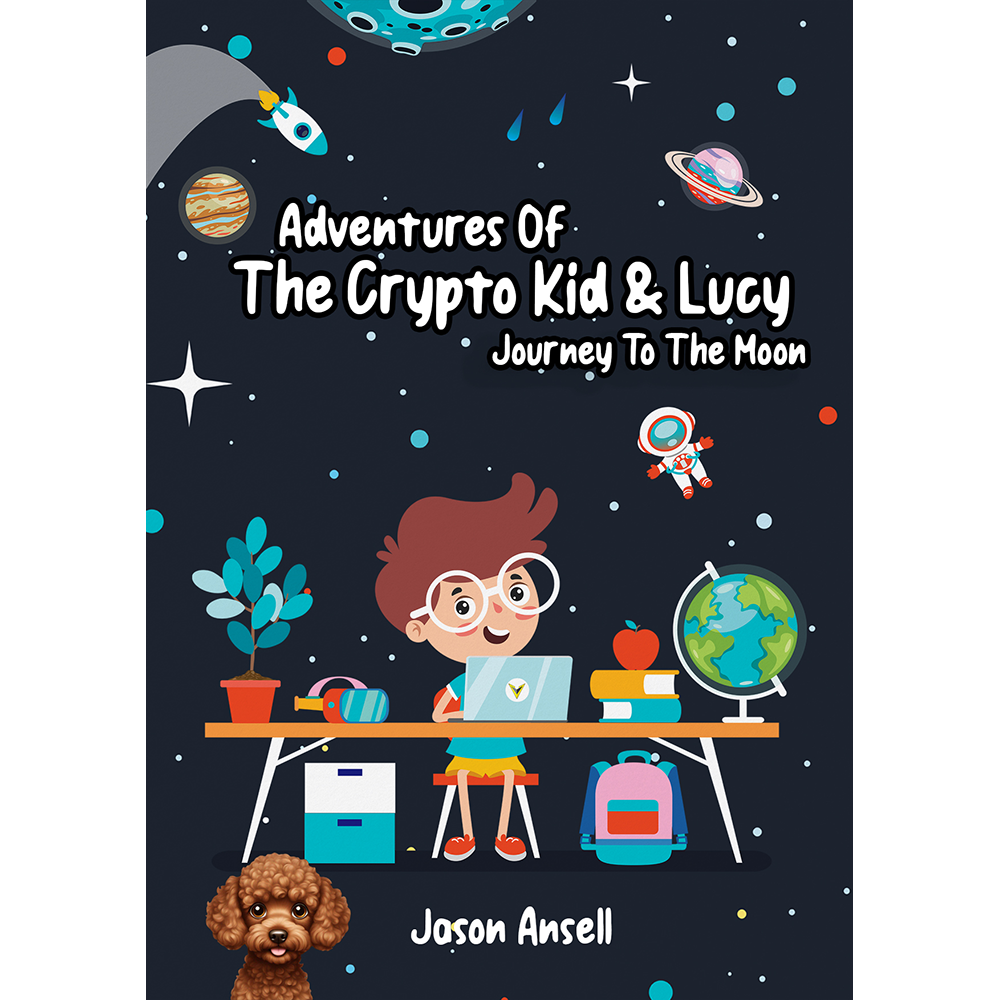 Adventures Of
The Crypto Kid & Lucy
Journey To The Moon
Jason Ansell